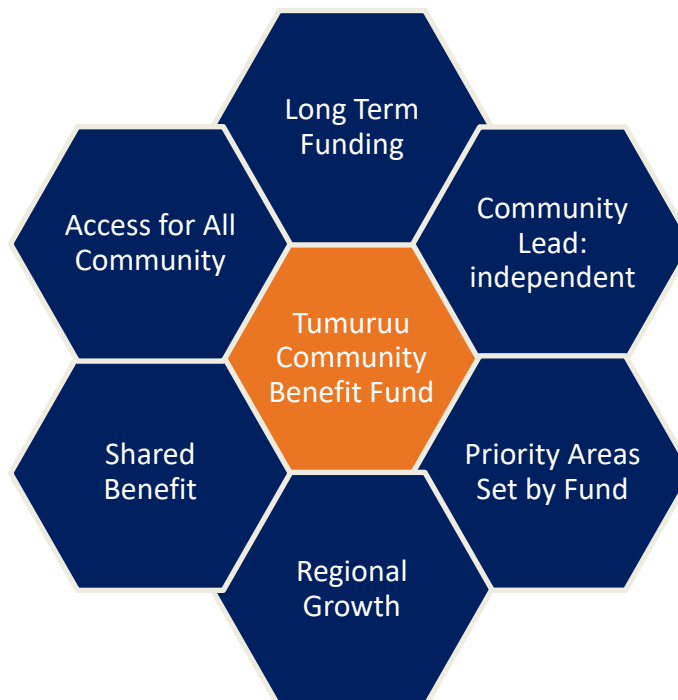 Long Term
Funding
Access for All
Community
Community
Lead:
independent
Tumuruu
Community
Benefit Fund
Shared
Benefit
Priority Areas
Set by Fund
Regional
Growth